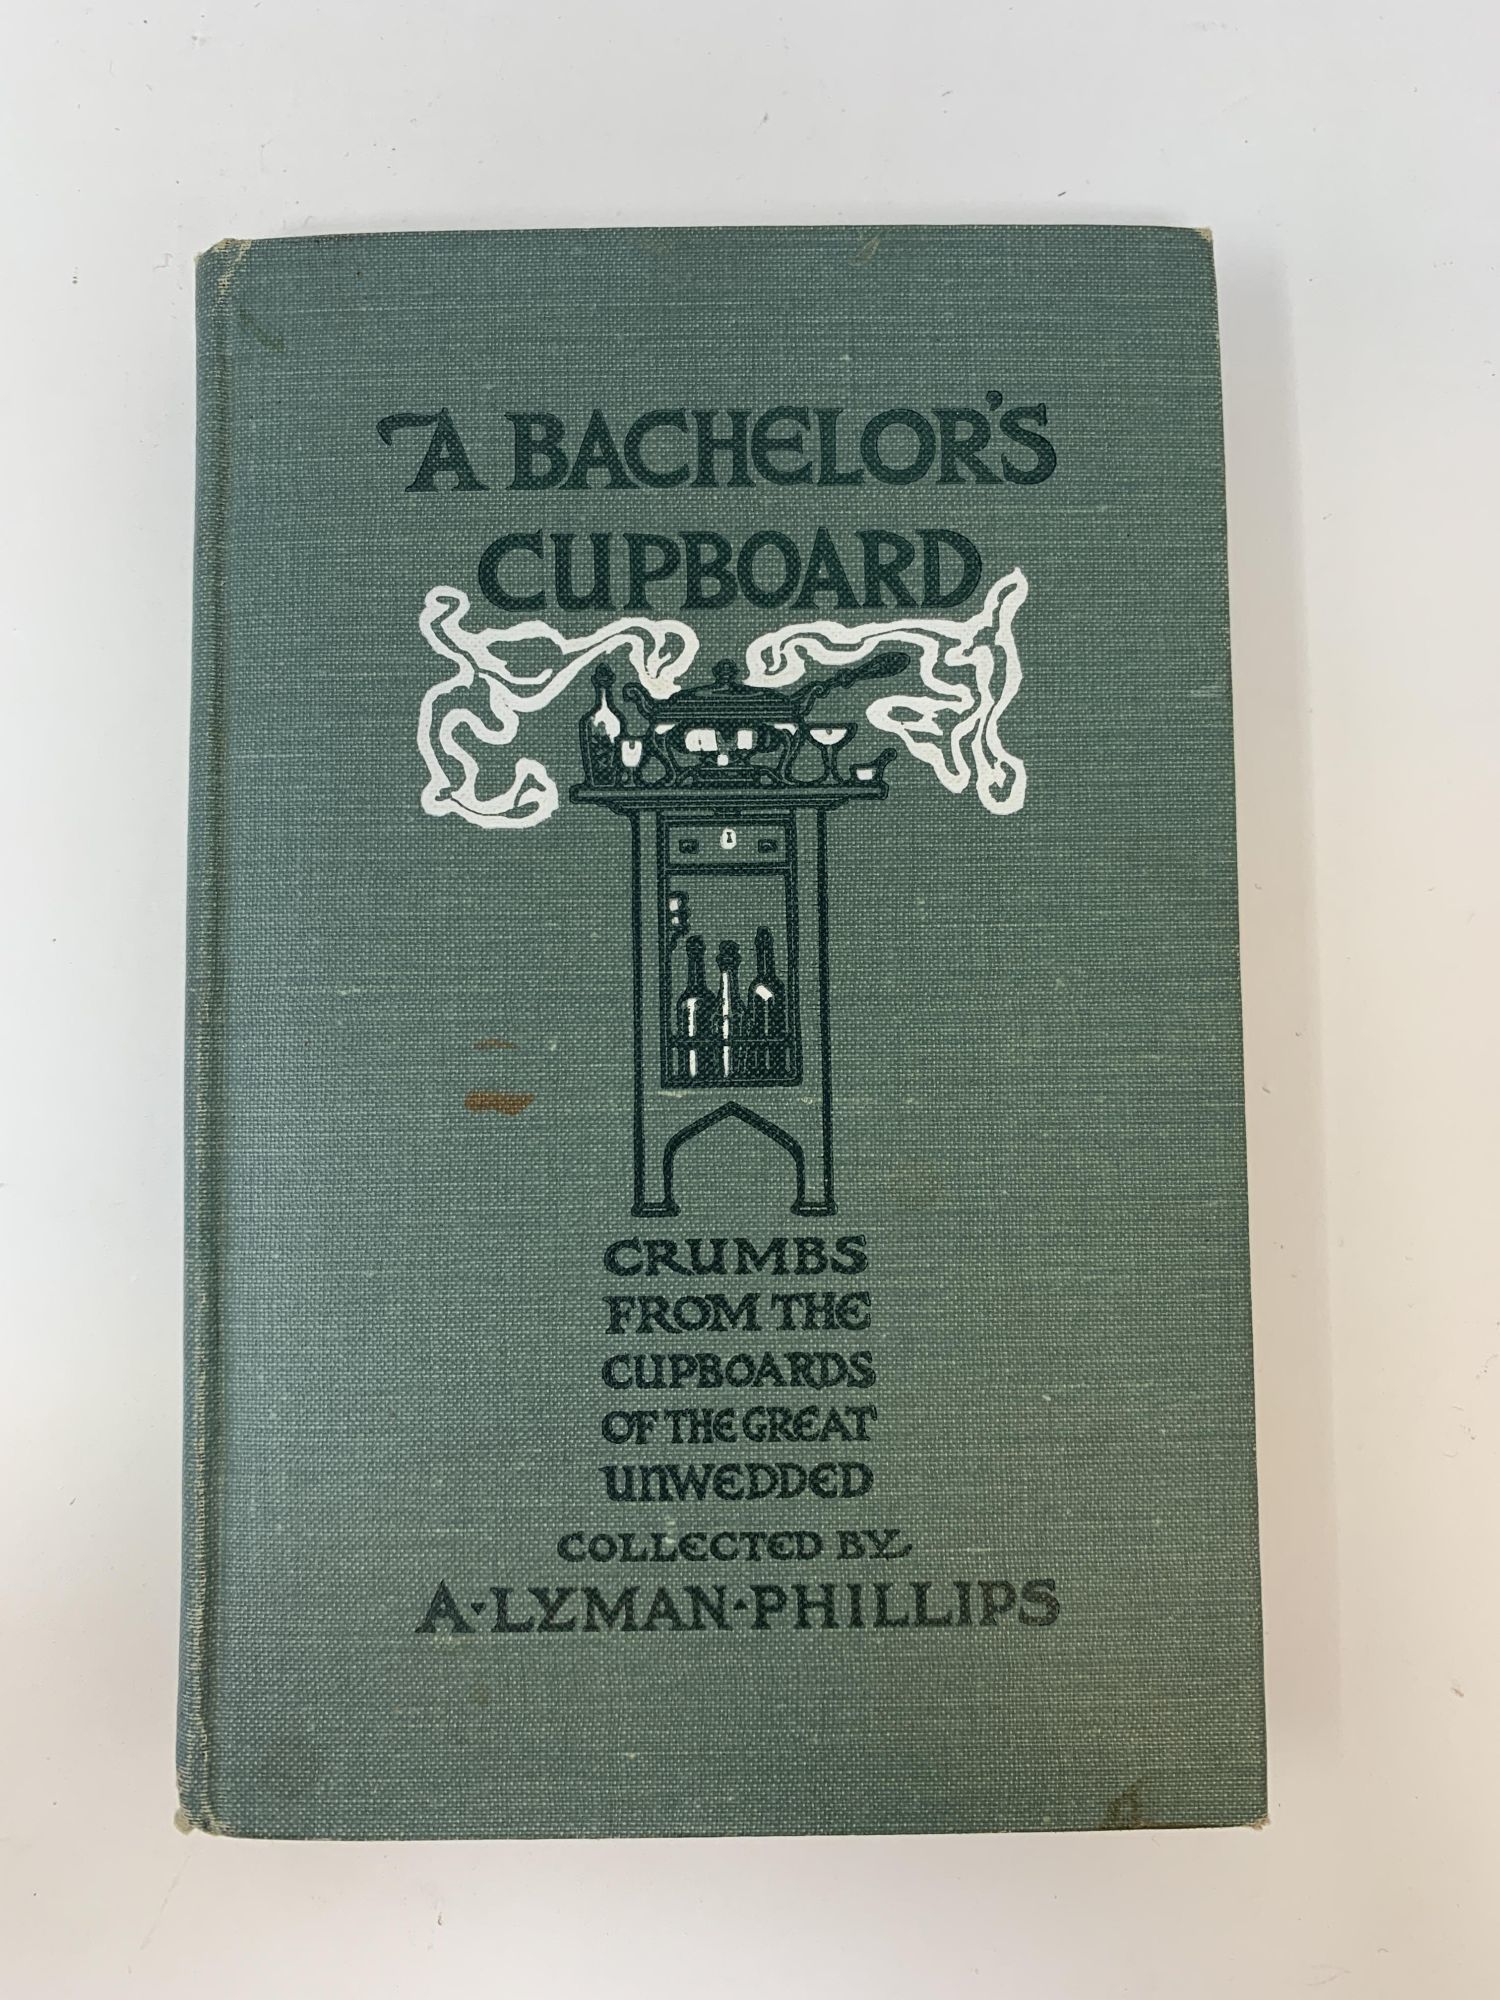 A BACHELOR'S
CUPBOARD
CRUMBS
FROM THE
CUPBOARDS
OF THE GREAT
UNWEDDED
COLLECTED BY
A·LYMAN·PHILLIPS